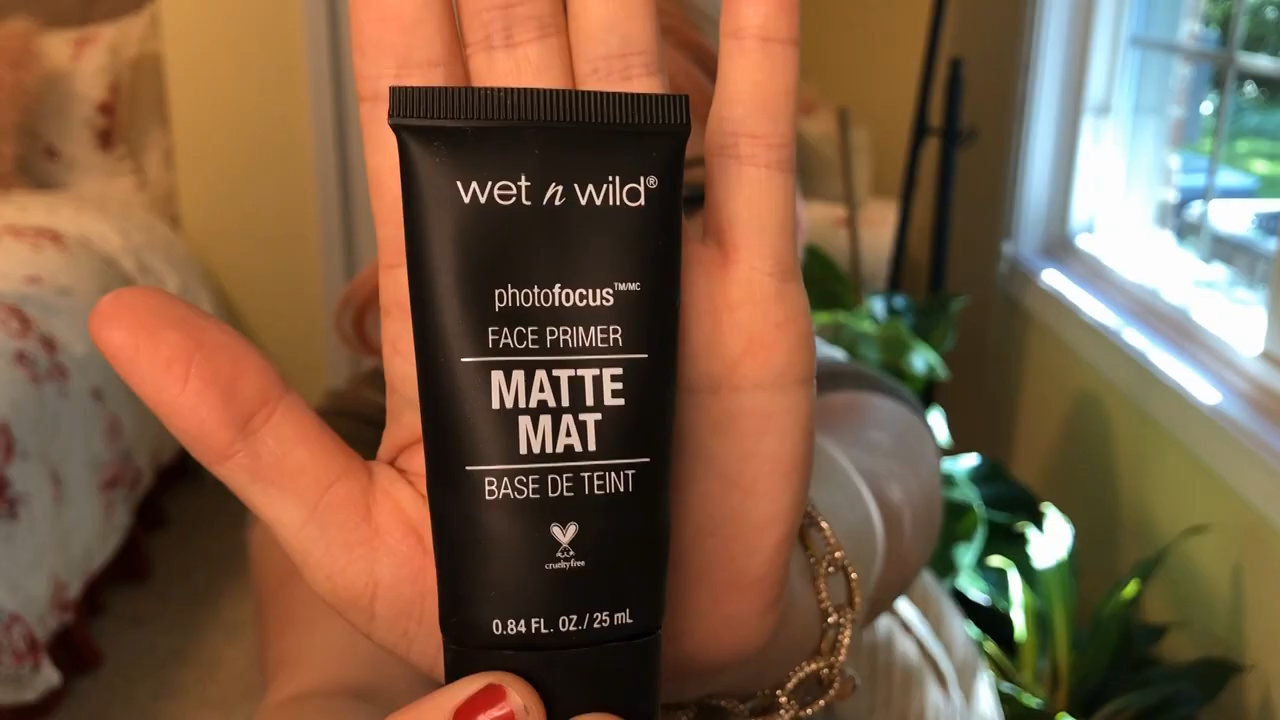 wet n wild®
photofocus™/MC
FACE PRIMER
MATTE
MAT
BASE DE TEINT
crueltyfree
0.84 FL. OZ./ 25 mL